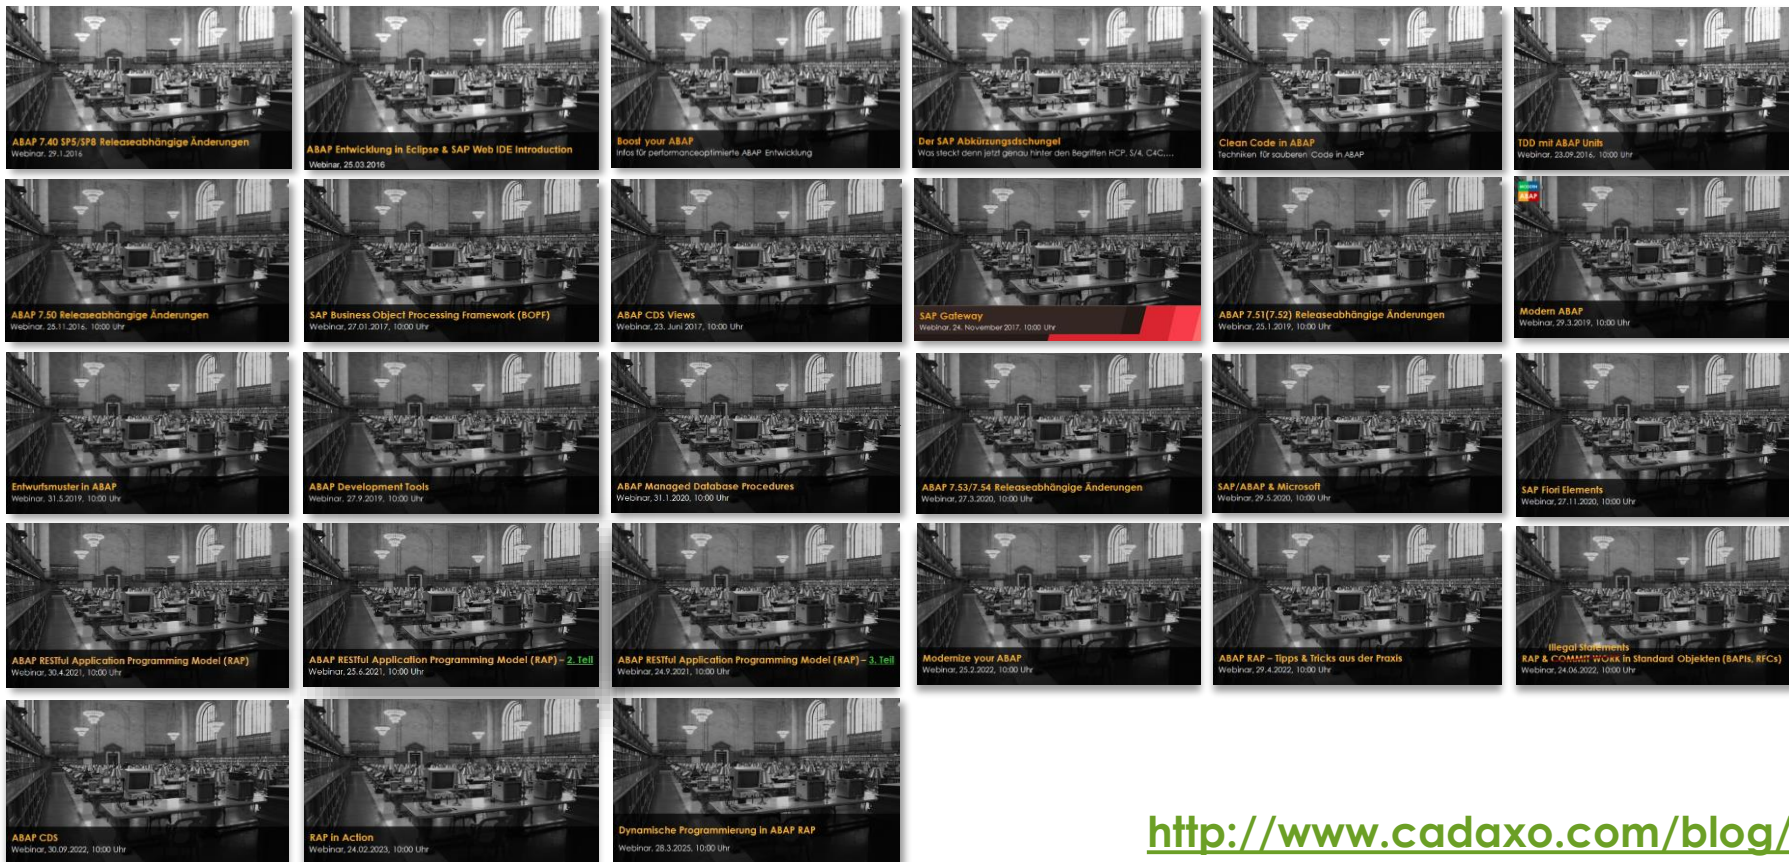 ABAP 7.40 SP5/SP8 Releaseabhängige Änderungen
Webinar, 29.1.2016
ABAP Entwicklung in Eclipse & SAP Web IDE Introduction
Webinar, 25.03.2016
Boost your ABAP
Infos für performanceoptimierte ABAP Entwicklung
Der SAP Abkürzungsdschungel
Was steckt denn jetzt genau hinter den Begriffen HCP, S/4, C4C,...
Clean Code in ABAP
Techniken für sauberen Code in ABAP
TDD mit ABAP Units
Webinar, 23.09.2016, 10:00 Uhr
ABAP 7.50 Releaseabhängige Änderungen
Webinar, 25.11.2016, 10:00 Uhr
SAP Business Object Processing Framework (BOPF)
Webinar, 27.01.2017, 10:00 Uhr
ABAP CDS Views
Webinar, 23. Juni 2017, 10:00 Uhr
SAP Gateway
Webinar, 24. November 2017, 10:00 Uhr
ABAP 7.51(7.52) Releaseabhängige Änderungen
Webinar, 25.1.2019, 10:00 Uhr
MODERN
ABAP
Modern ABAP
Webinar, 29.3.2019, 10:00 Uhr
Entwurfsmuster in ABAP
Webinar, 31.5.2019, 10:00 Uhr
ABAP Development Tools
Webinar, 27.9.2019, 10:00 Uhr
ABAP Managed Database Procedures
Webinar, 31.1.2020, 10:00 Uhr
ABAP 7.53/7.54 Releaseabhängige Änderungen
Webinar, 27.3.2020, 10:00 Uhr
SAP/ABAP & Microsoft
Webinar, 29.5.2020, 10:00 Uhr
SAP Fiori Elements
Webinar, 27.11.2020, 10:00 Uhr
ABAP RESTful Application Programming Model (RAP)
Webinar, 30.4.2021, 10:00 Uhr
ABAP RESTful Application Programming Model (RAP) – 2. Teil
Webinar, 25.6.2021, 10:00 Uhr
ABAP RESTful Application Programming Model (RAP) – 3. Teil
Webinar, 24.9.2021, 10:00 Uhr
Modernize your ABAP
Webinar, 25.2.2022, 10:00 Uhr
ABAP RAP – Tipps & Tricks aus der Praxis
Webinar, 29.4.2022, 10:00 Uhr
Illegal Statements
RAP & COMMIT WORK in Standard Objekten (BAPIs, RFCs)
Webinar, 24.06.2022, 10:00 Uhr
ABAP CDS
Webinar, 30.09.2022, 10:00 Uhr
RAP in Action
Webinar, 24.02.2023, 10:00 Uhr
Dynamische Programmierung in ABAP RAP
Webinar, 28.3.2025, 10:00 Uhr
http://www.cadaxo.com/blog/